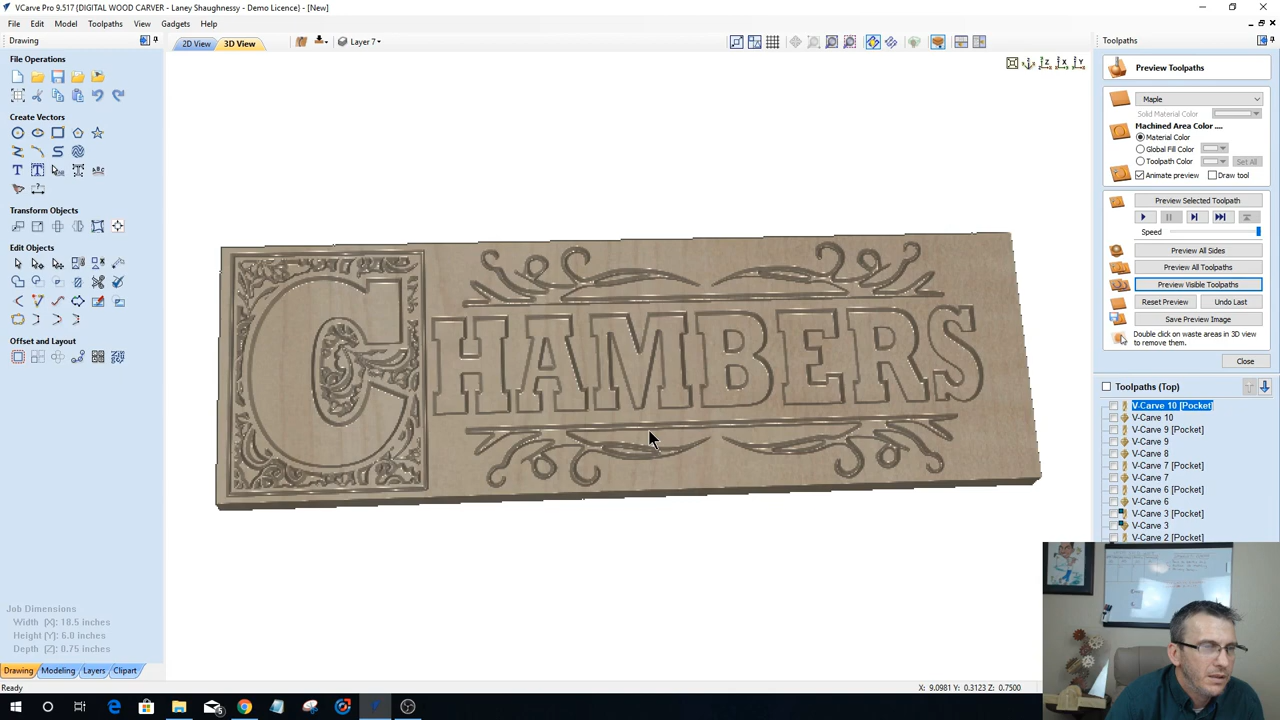 VCarve Pro 9.517 {DIGITAL WOOD CARVER - Laney Shaughnessy - Demo Licence} - [New]
File Edit Model Toolpaths View Gadgets Help
Drawing
2D View 3D View Layer 7
Toolpaths
File Operations
Create Vectors
Transform Objects
Edit Objects
Offset and Layout
Job Dimensions
Width (X): 18.5 inches
Height (Y): 6.0 inches
Depth (Z): 0.75 inches
Drawing Modeling Layers Clipart
Ready
CHAMBERS
Z X Y
Preview Toolpaths
Maple
Solid Material Color
Machined Area Color ....
Material Color
Global Fill Color
Toolpath Color Set All
Animate preview Draw tool
Preview Selected Toolpath
Speed
Preview All Sides
Preview All Toolpaths
Preview Visible Toolpaths
Reset Preview Undo Last
Save Preview Image
Double click on waste areas in 3D view
to remove them.
Close
Toolpaths (Top)
V-Carve 10 [Pocket]
V-Carve 10
V-Carve 9 [Pocket]
V-Carve 9
V-Carve 8
V-Carve 7 [Pocket]
V-Carve 7
V-Carve 6 [Pocket]
V-Carve 6
V-Carve 3 [Pocket]
V-Carve 3
V-Carve 2 [Pocket]
X: 9.0981 Y: 0.3123 Z: 0.7500